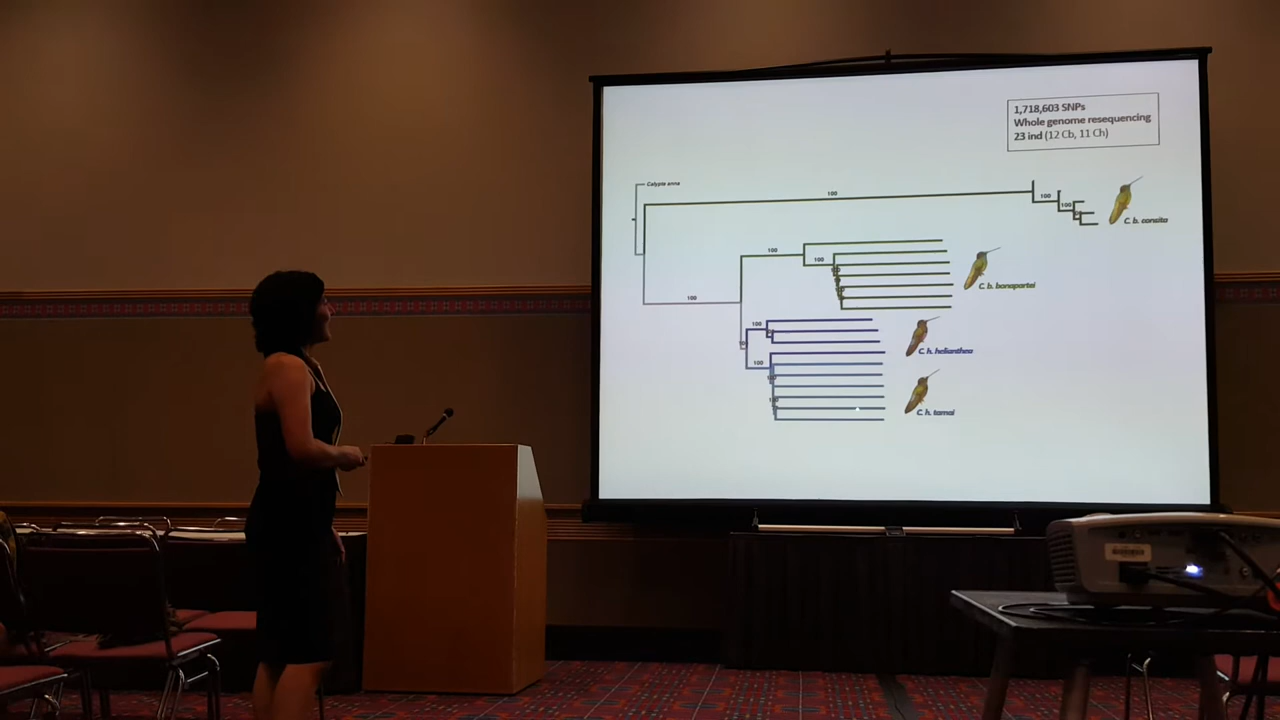 1,718,603 SNPs
Whole genome resequencing
23 ind (12 Cb, 11 Ch)
Calypte anna
100
100
100
C. b. consita
100
100
C. b. bonapartei
100
100
C. h. helianthea
100
C. h. tamai